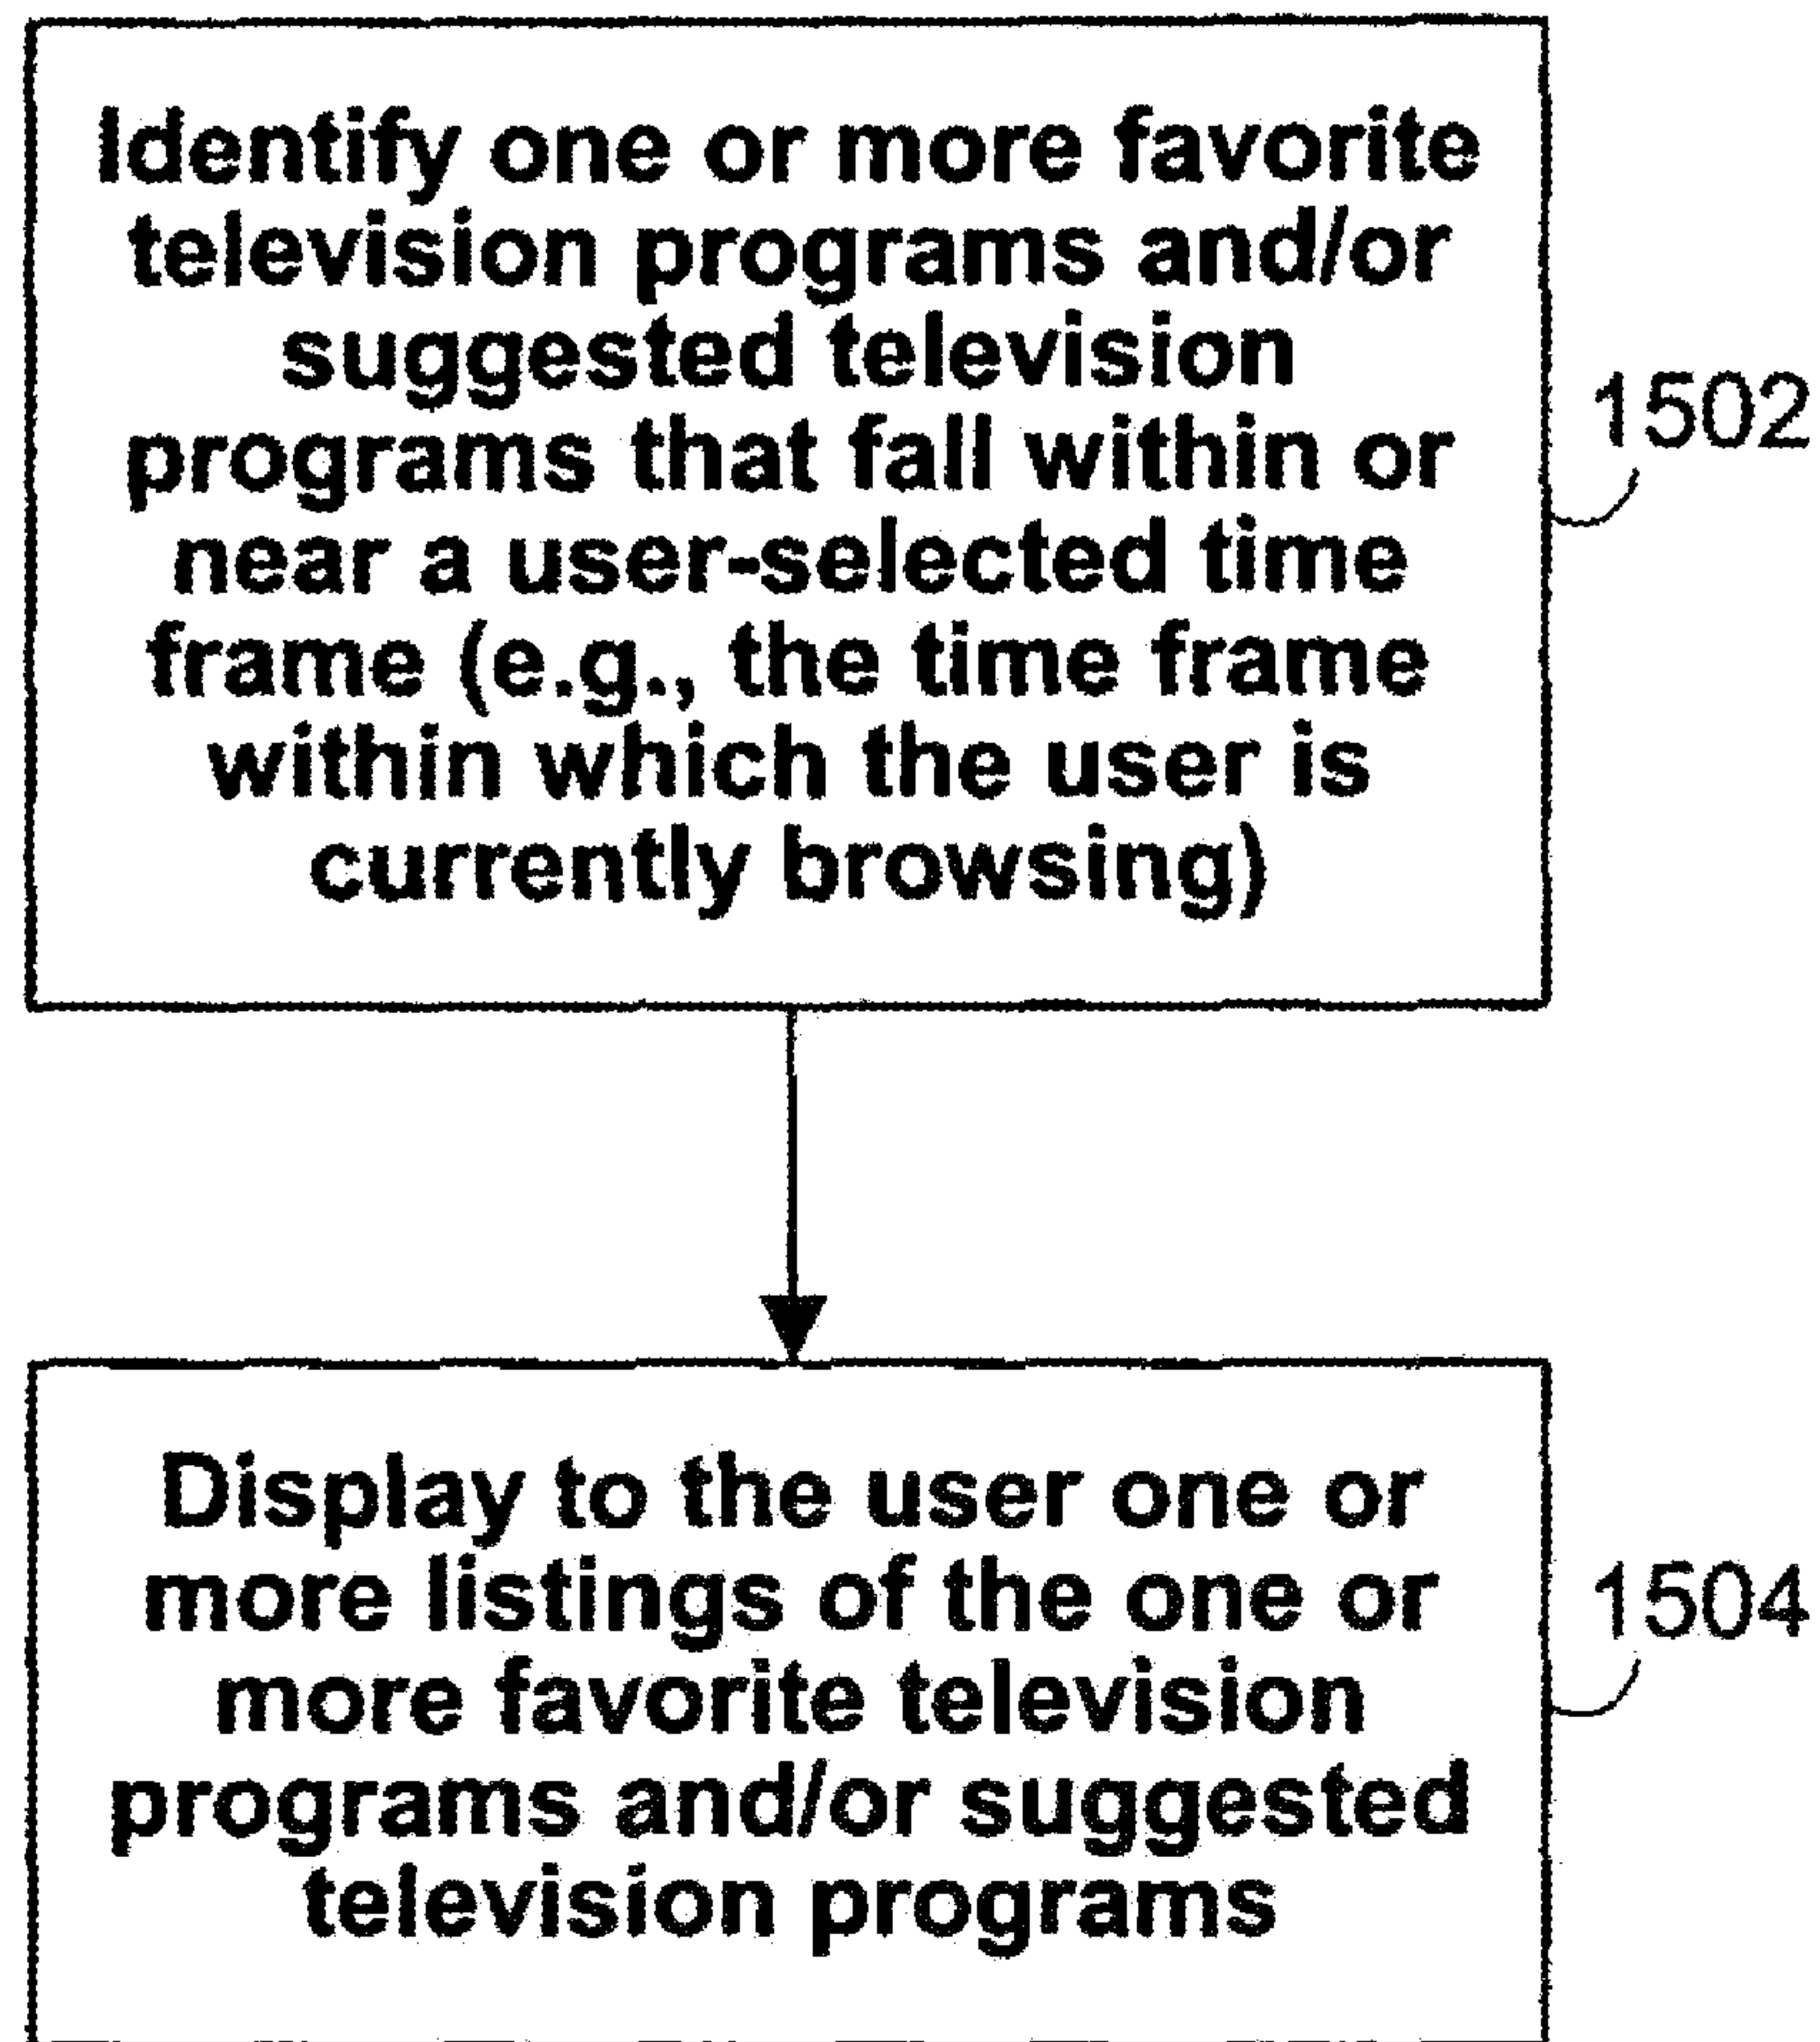 Identify one or more favorite
television programs and/or
suggested television
programs that fall within or
near a user-selected time
frame (e.g., the time frame
within which the user is
currently browsing)
1502
Display to the user one or
more listings of the one or
more favorite television
programs and/or suggested
television programs
1504